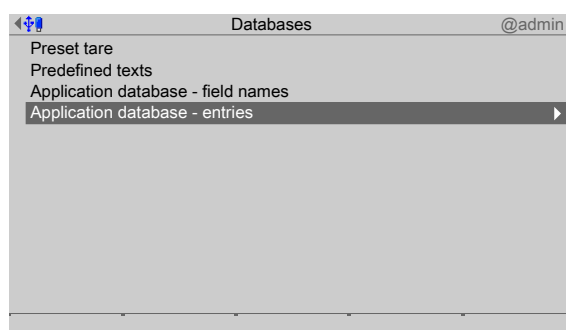 Databases @admin
Preset tare
Predefined texts
Application database - field names
Application database - entries